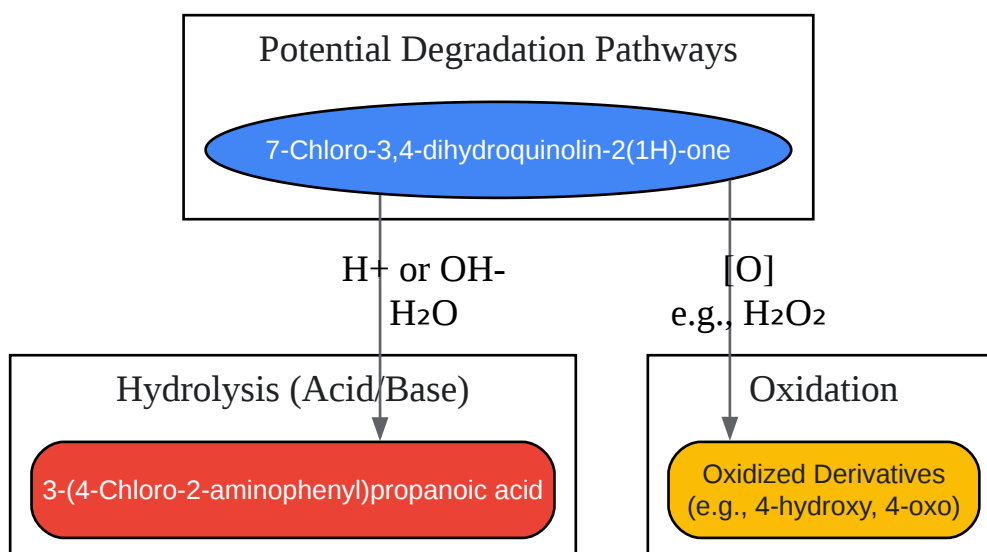 Potential Degradation Pathways
7-Chloro-3,4-dihydroquinolin-2(1H)-one
H+ or OH-
H₂O
[O]
e.g., H₂O₂
Hydrolysis (Acid/Base)
3-(4-Chloro-2-aminophenyl)propanoic acid
Oxidation
Oxidized Derivatives
(e.g., 4-hydroxy, 4-oxo)